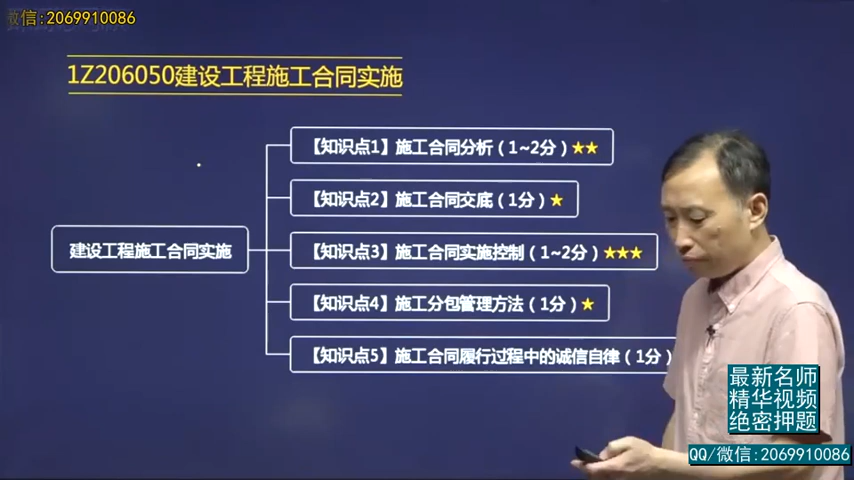 微信:2069910086
1Z206050建设工程施工合同实施
建设工程施工合同实施
【知识点1】施工合同分析（1~2分）★★
【知识点2】施工合同交底（1分）★
【知识点3】施工合同实施控制（1~2分）★★★
【知识点4】施工分包管理方法（1分）★
【知识点5】施工合同履行过程中的诚信自律（1分）
最新名师
精华视频
绝密押题
QQ/微信:2069910086